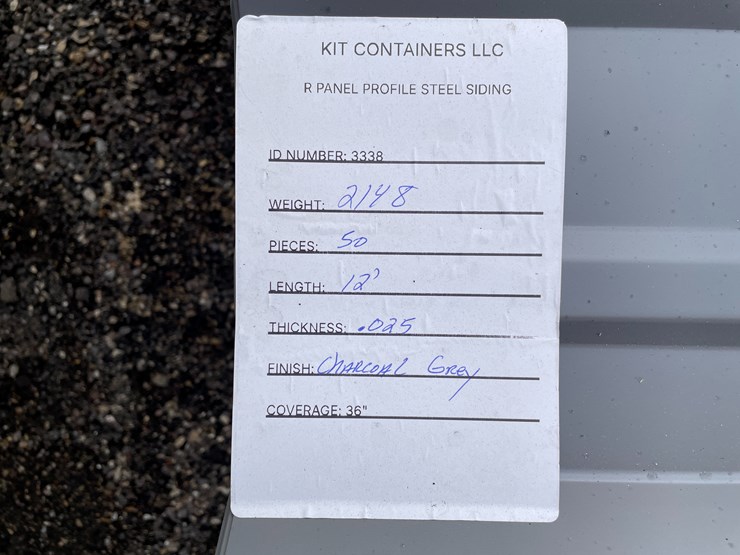 KIT CONTAINERS LLC
R PANEL PROFILE STEEL SIDING
ID NUMBER: 3338
WEIGHT: 2148
PIECES: 50
LENGTH: 12'
THICKNESS: .025
FINISH: CHARCOAL GREY
COVERAGE: 36"